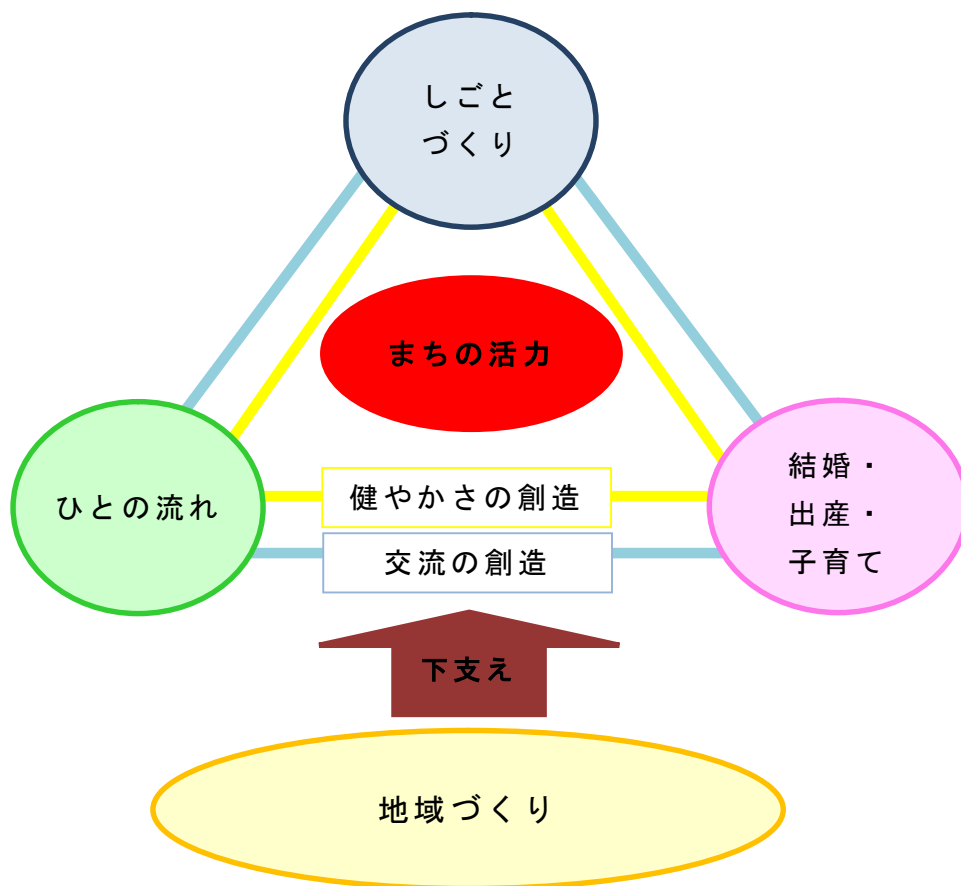 しごと
づくり
まちの活力
ひとの流れ
健やかさの創造
交流の創造
結婚・
出産・
子育て
下支え
地域づくり